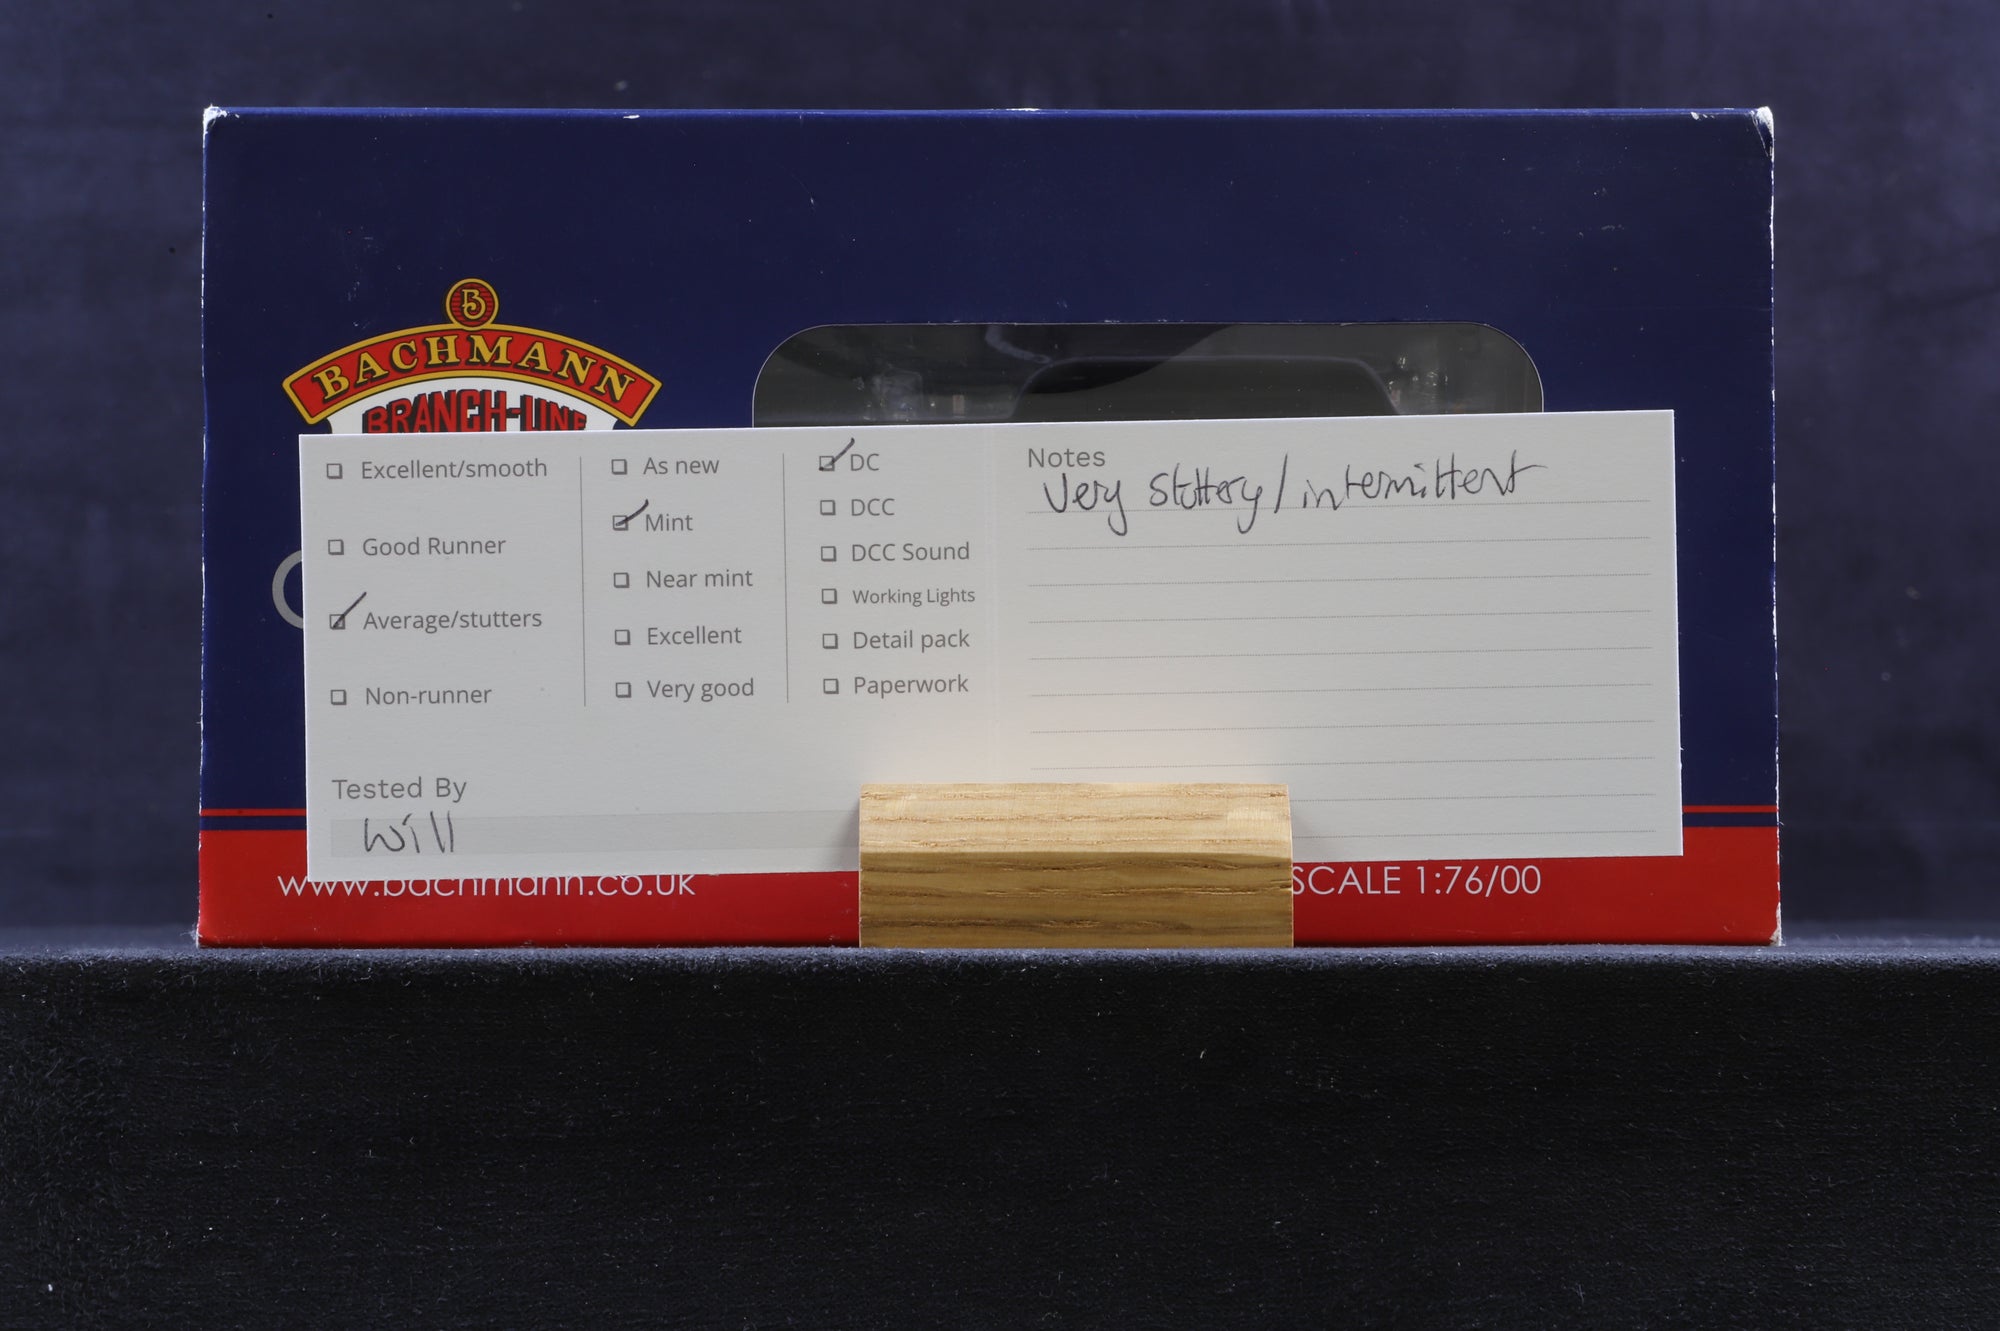 B
BACHMANN
BRANCH-LINE
Excellent/smooth
Good Runner
Average/stutters
Non-runner
As new
Mint
Near mint
Excellent
Very good
DC
DCC
DCC Sound
Working Lights
Detail pack
Paperwork
Notes
Very stuttery/intermittent
Tested By
Will
www.bachmann.co.uk
SCALE 1:76/00